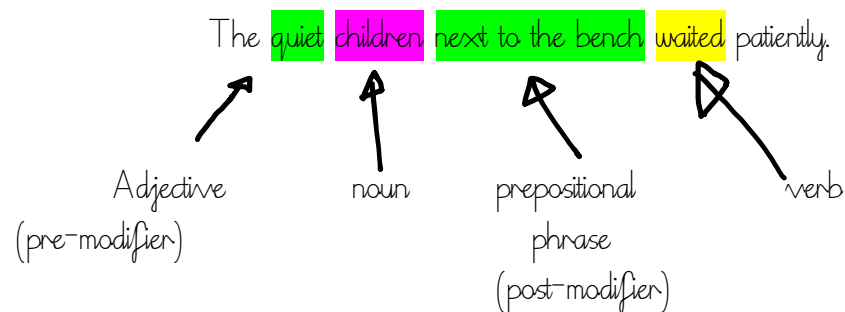 The quiet children next to the bench waited patiently.
Adjective noun prepositional verb
(pre-modifier) phrase
(post-modifier)